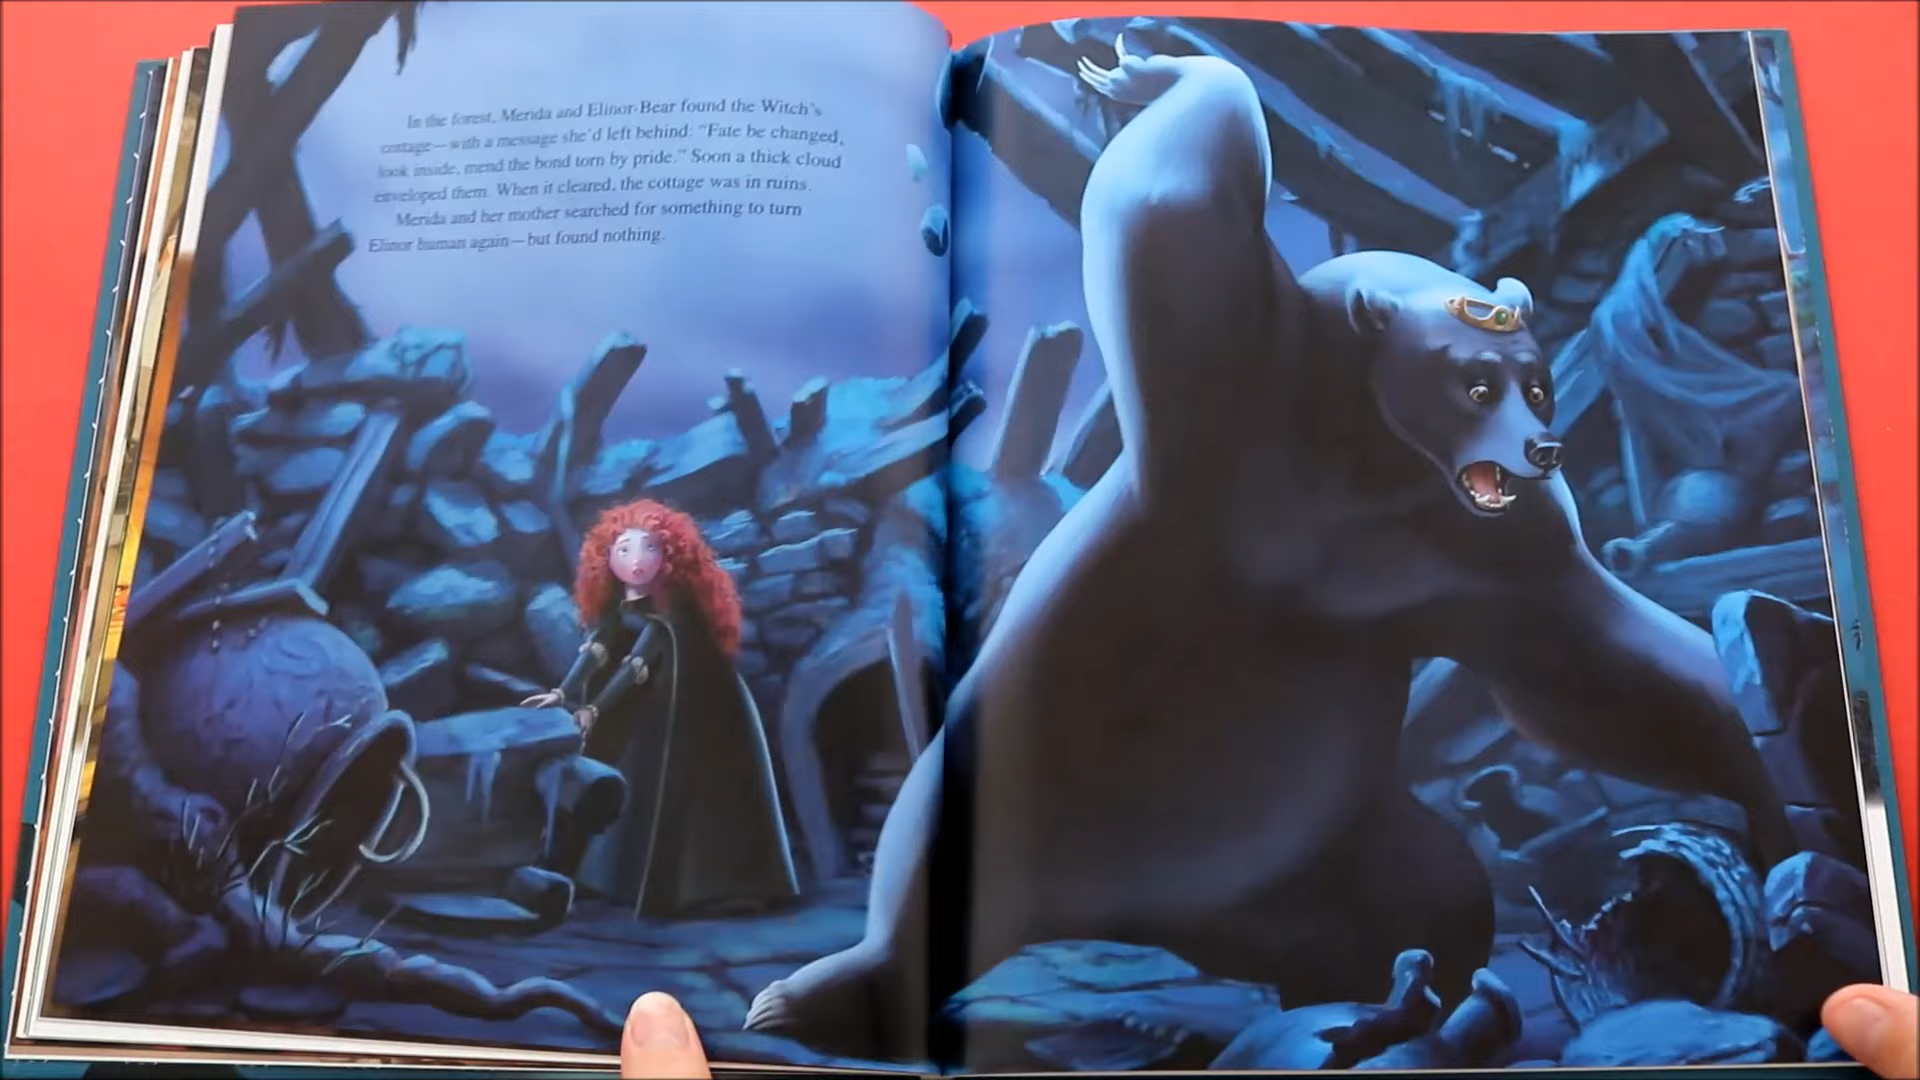 In the forest, Merida and Elinor-Bear found the Witch's
cottage—with a message she'd left behind: "Fate be changed,
look inside, mend the bond torn by pride." Soon a thick cloud
enveloped them. When it cleared, the cottage was in ruins.
Merida and her mother searched for something to turn
Elinor human again—but found nothing.